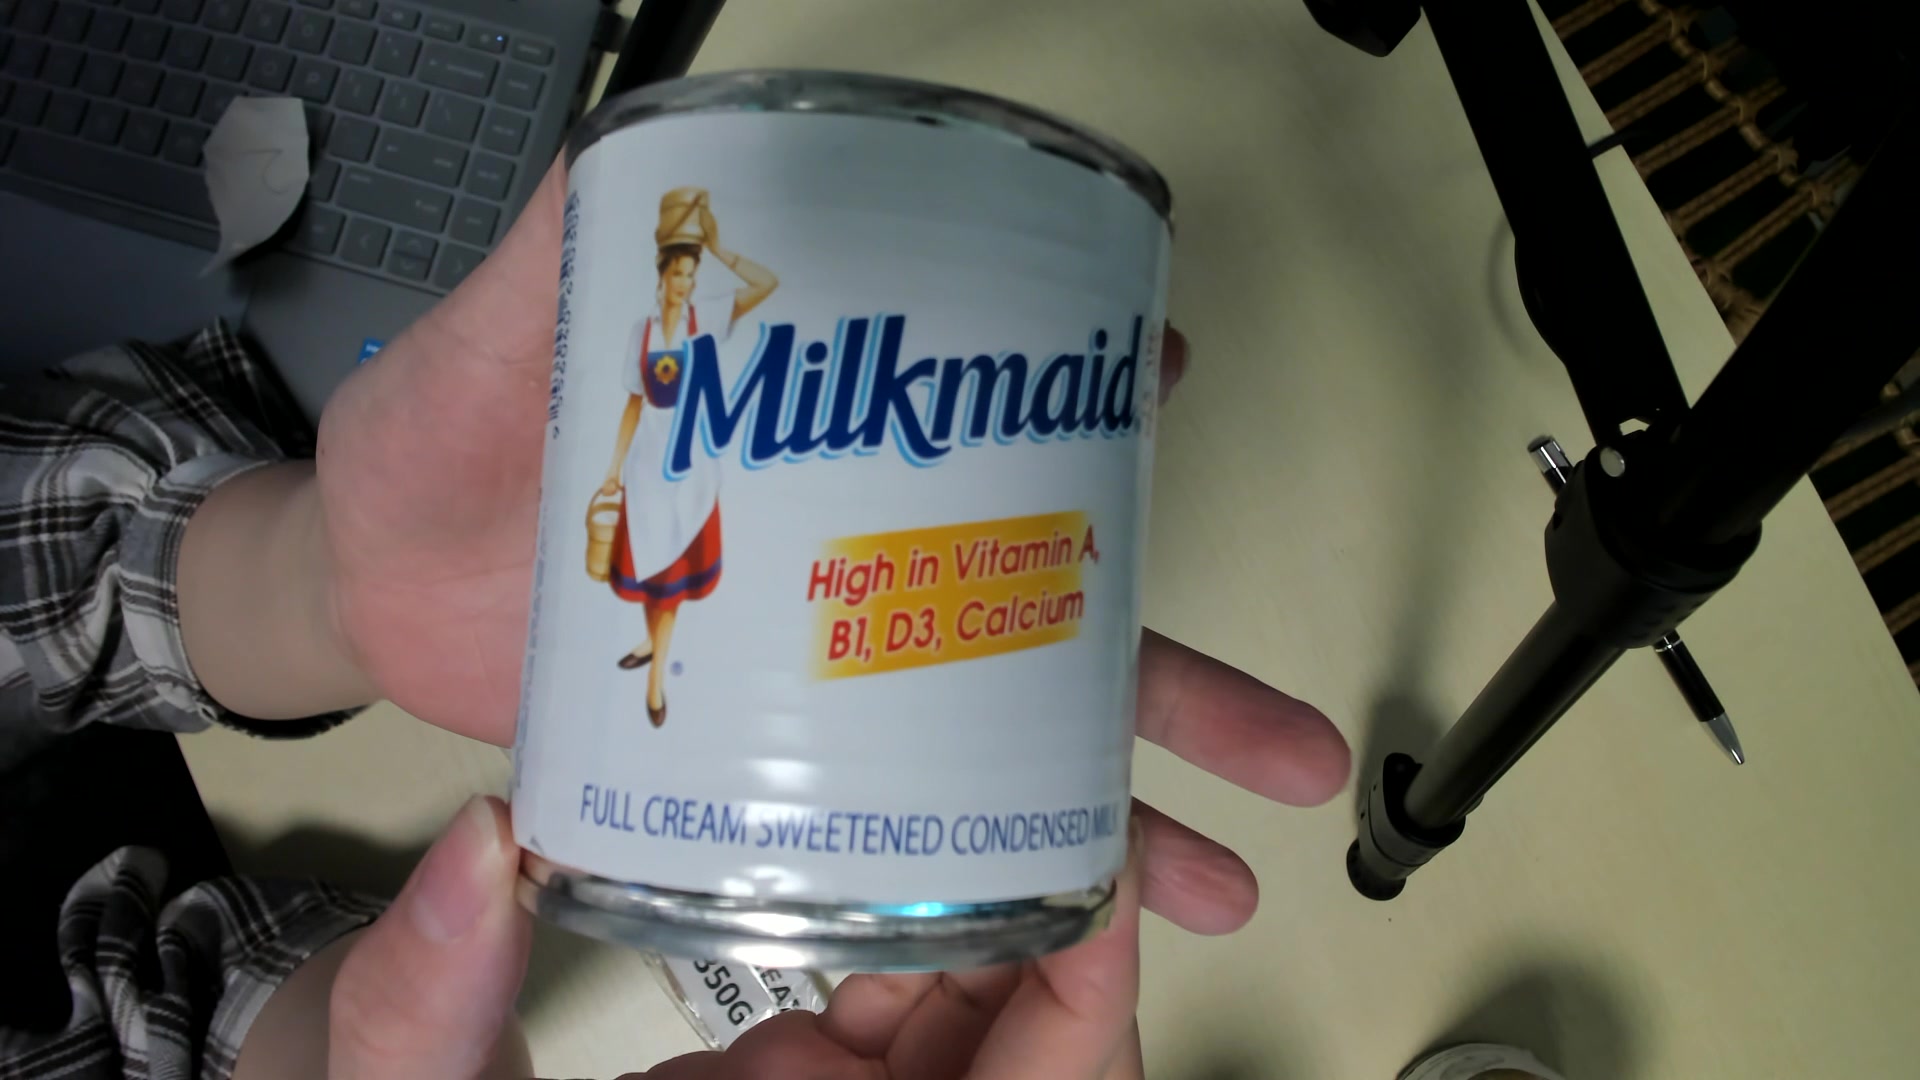 Milkmaid
High in Vitamin A,
B1, D3, Calcium
®
FULL CREAM SWEETENED CONDENSED MILK
350G